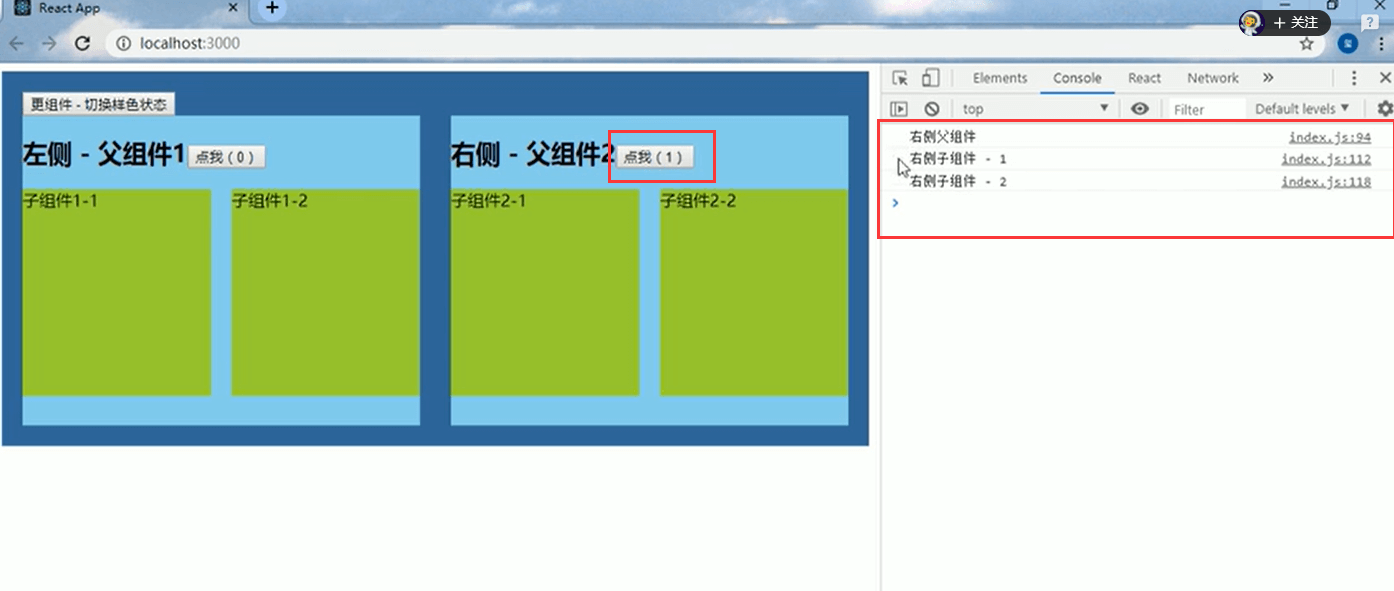 React App
+ 关注
localhost:3000
Elements Console React Network »
top Filter Default levels
更组件 - 切换样色状态
左侧 - 父组件1 点我 ( 0 )
右侧 - 父组件2 点我 ( 1 )
子组件1-1
子组件1-2
子组件2-1
子组件2-2
右侧父组件 index.js:94
右侧子组件 - 1 index.js:112
右侧子组件 - 2 index.js:118